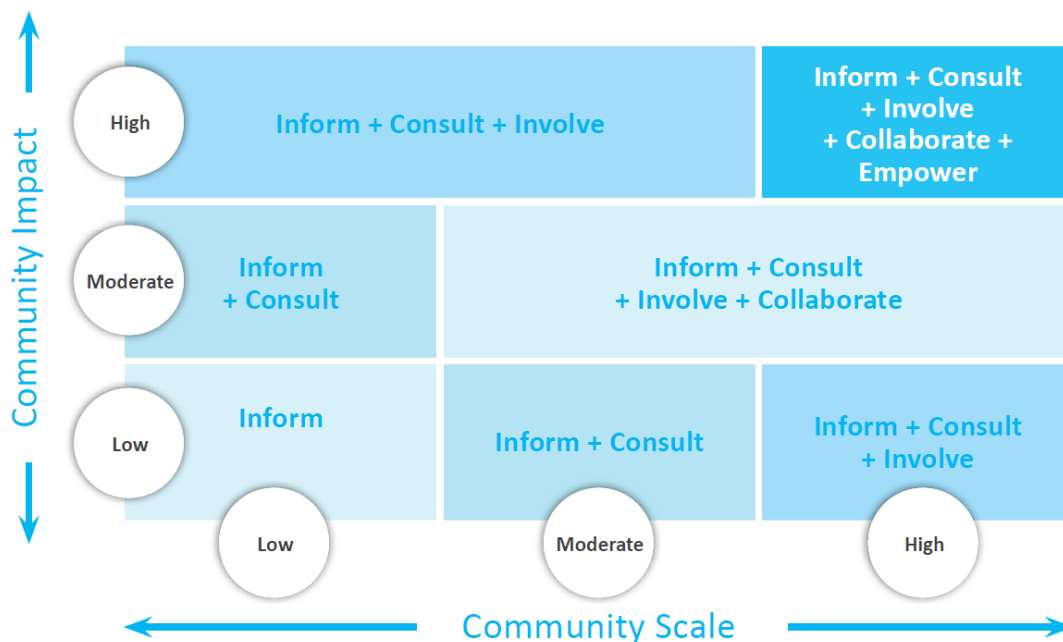 Community Impact
High
Inform + Consult + Involve
Inform + Consult
+ Involve
+ Collaborate +
Empower
Moderate
Inform
+ Consult
Inform + Consult
+ Involve + Collaborate
Low
Inform
Inform + Consult
Inform + Consult
+ Involve
Low
Moderate
High
Community Scale